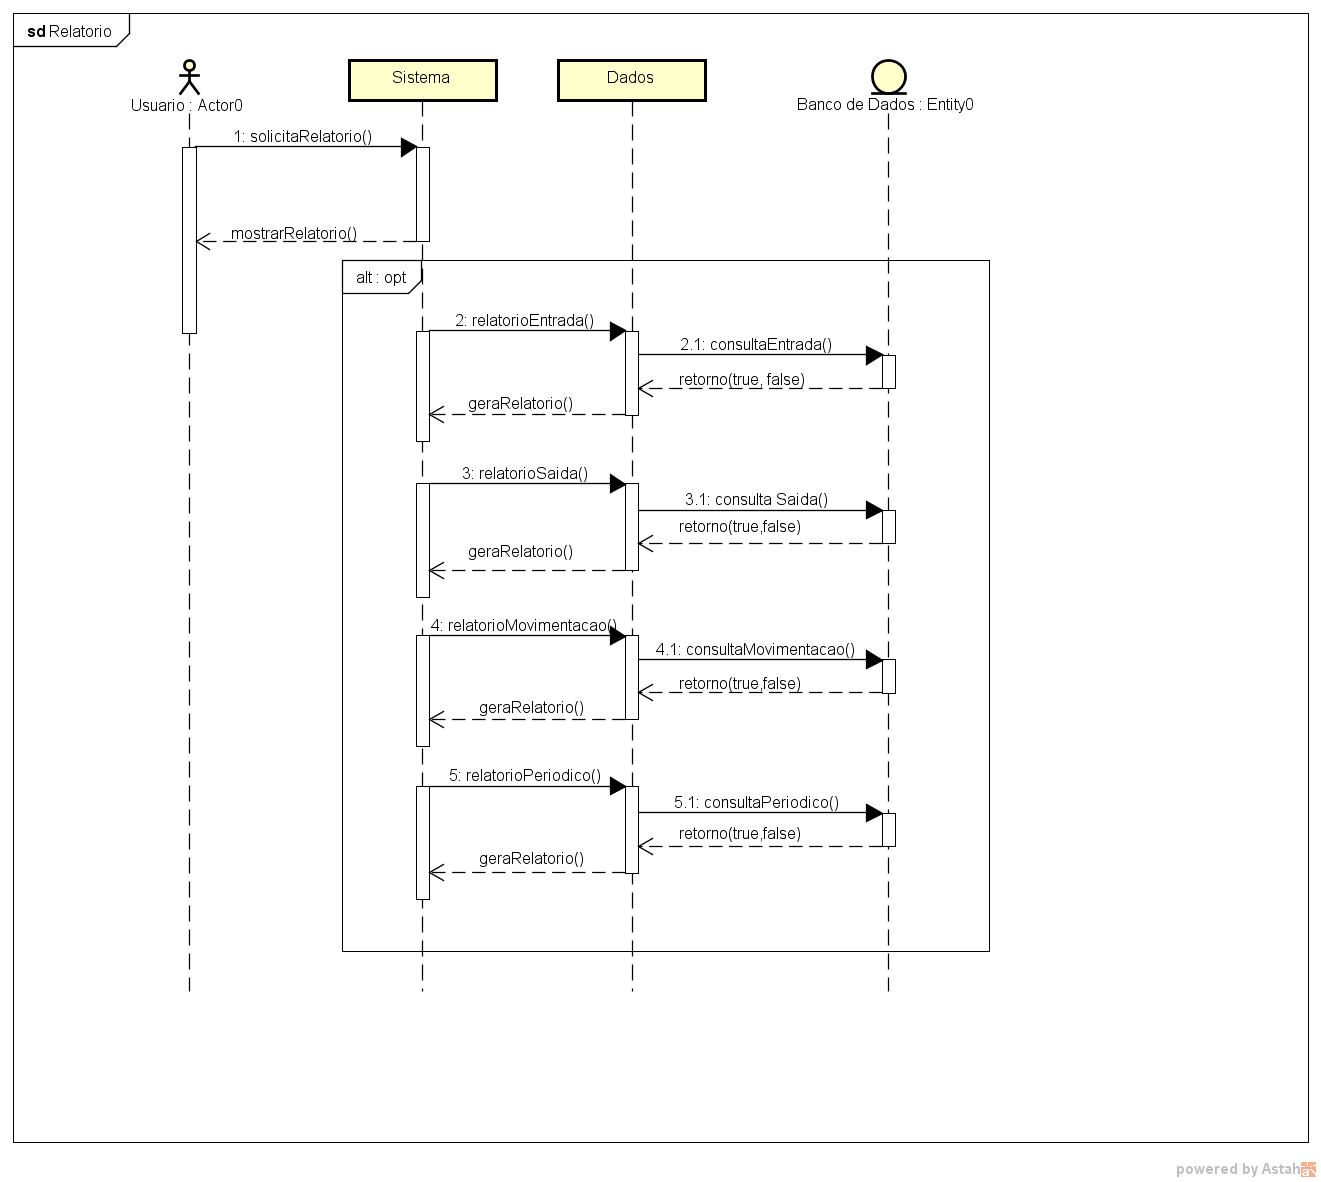 sd Relatorio
Sistema
Dados
Usuario : Actor0
Banco de Dados : Entity0
1: solicitaRelatorio()
mostrarRelatorio()
alt : opt
2: relatorioEntrada()
2.1: consultaEntrada()
retorno(true, false)
geraRelatorio()
3: relatorioSaida()
3.1: consulta Saida()
retorno(true,false)
geraRelatorio()
4: relatorioMovimentacao()
4.1: consultaMovimentacao()
retorno(true,false)
geraRelatorio()
5: relatorioPeriodico()
5.1: consultaPeriodico()
retorno(true,false)
geraRelatorio()
powered by Astah